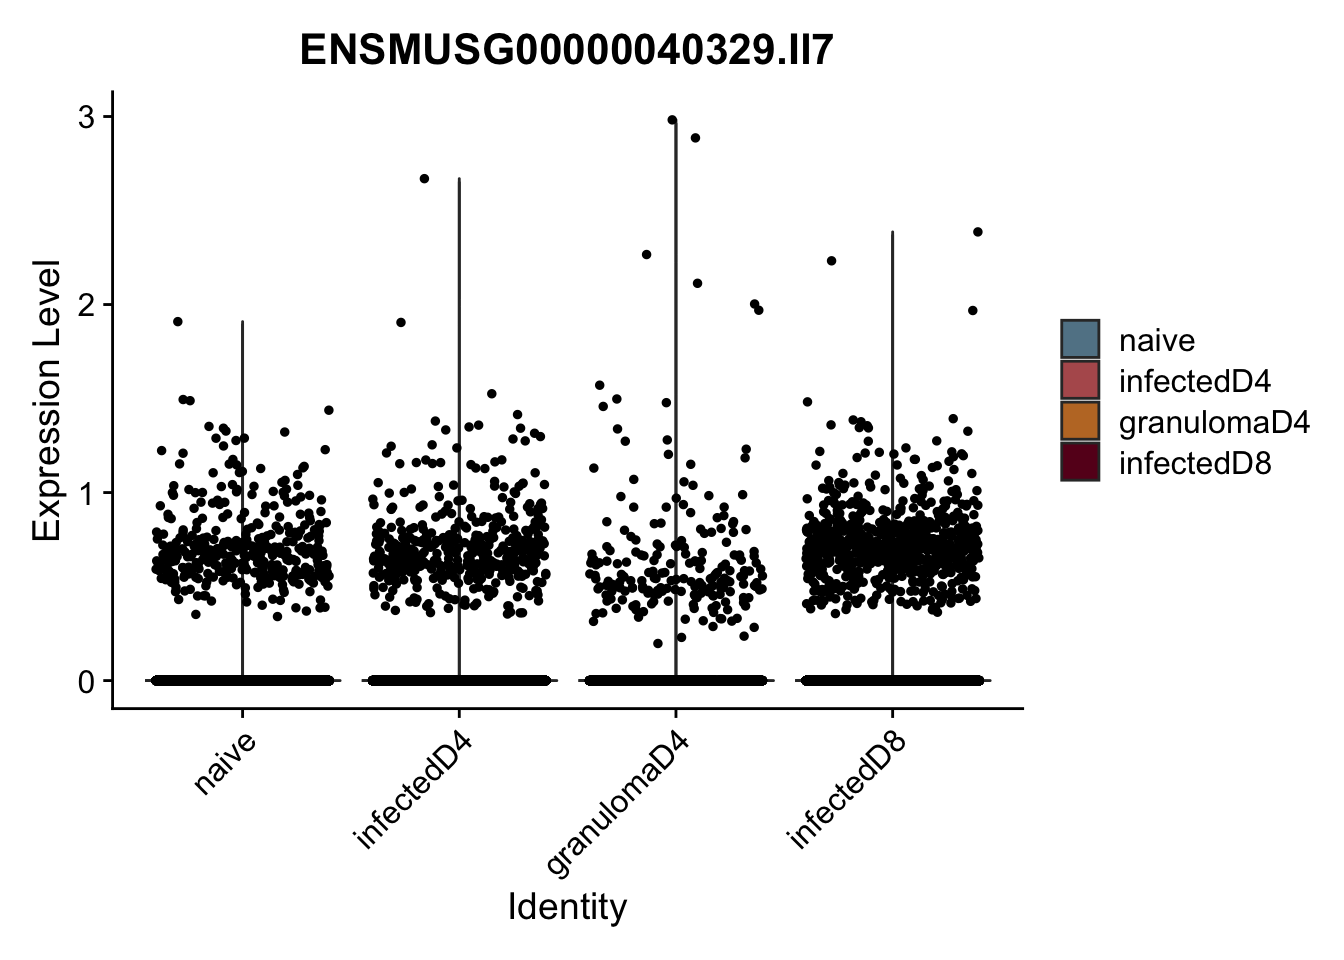 ENSMUSG00000040329.Il7
Expression Level
3
2
1
0
naive
infectedD4
granulomaD4
infectedD8
Identity
naive
infectedD4
granulomaD4
infectedD8